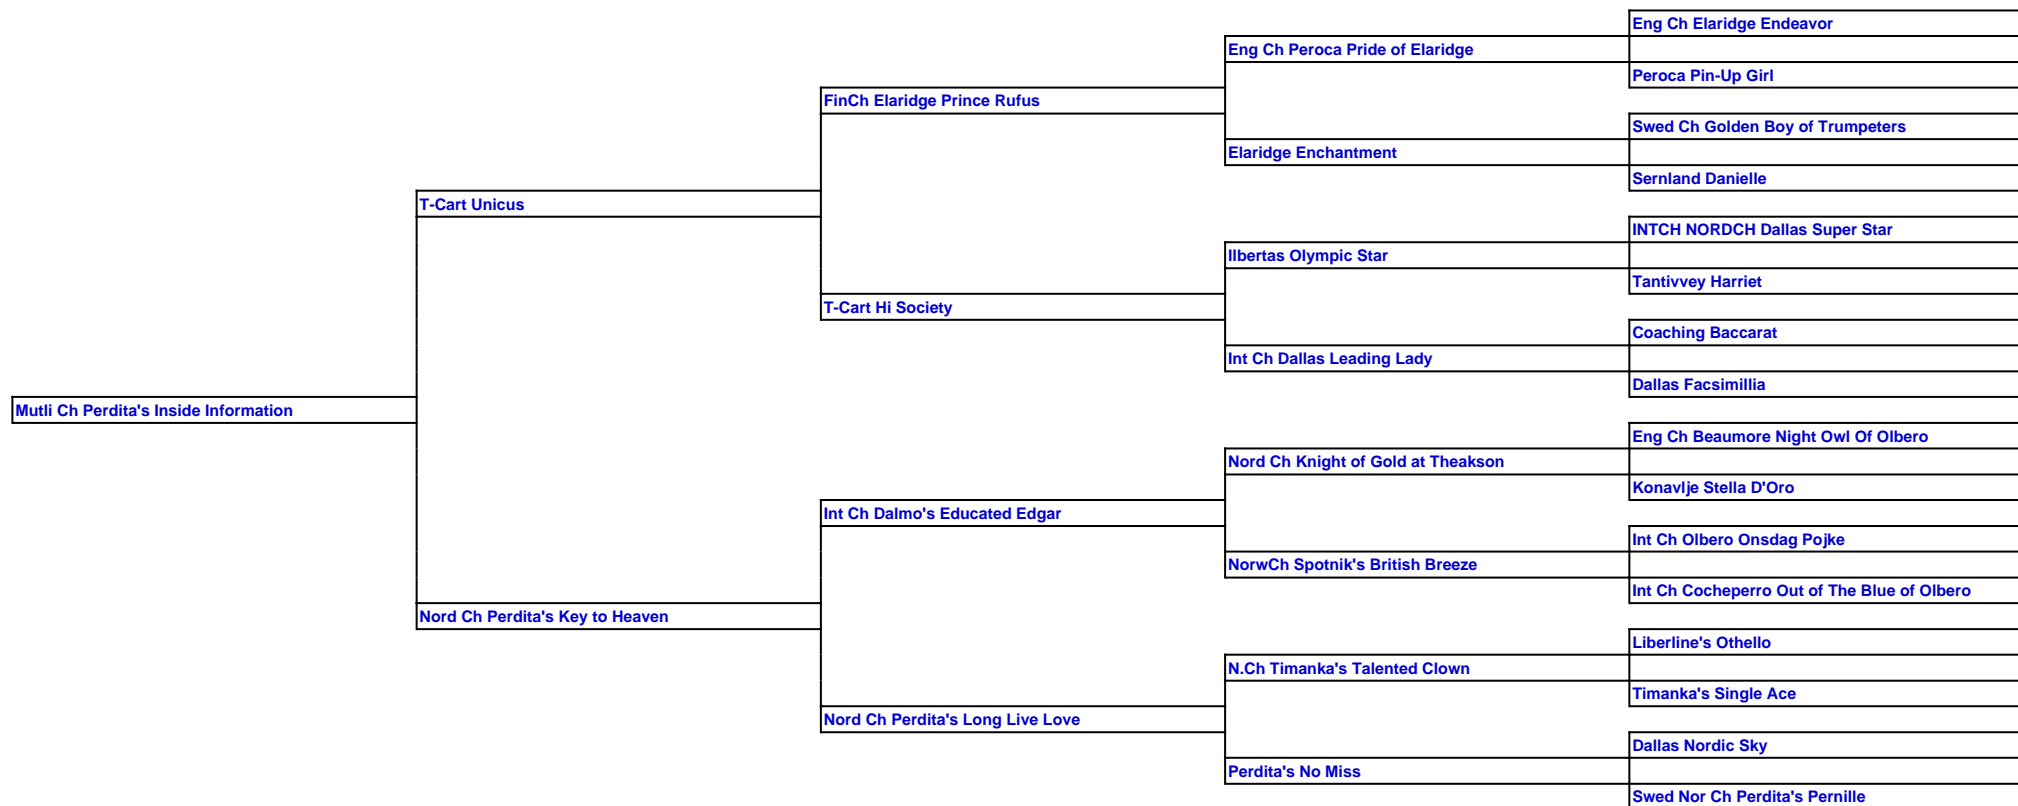 Eng Ch Elaridge Endeavor
Eng Ch Peroca Pride of Elaridge
Peroca Pin-Up Girl
FinCh Elaridge Prince Rufus
Swed Ch Golden Boy of Trumpeters
Elaridge Enchantment
Sernland Danielle
T-Cart Unicus
INTCH NORDCH Dallas Super Star
Ilbertas Olympic Star
Tantivvey Harriet
T-Cart Hi Society
Coaching Baccarat
Int Ch Dallas Leading Lady
Dallas Facsimillia
Mutli Ch Perdita's Inside Information
Eng Ch Beaumore Night Owl Of Olbero
Nord Ch Knight of Gold at Theakson
Konavlje Stella D'Oro
Int Ch Dalmo's Educated Edgar
Int Ch Olbero Onsdag Pojke
NorwCh Spotnik's British Breeze
Int Ch Cocheperro Out of The Blue of Olbero
Nord Ch Perdita's Key to Heaven
Liberline's Othello
N.Ch Timanka's Talented Clown
Timanka's Single Ace
Nord Ch Perdita's Long Live Love
Dallas Nordic Sky
Perdita's No Miss
Swed Nor Ch Perdita's Pernille